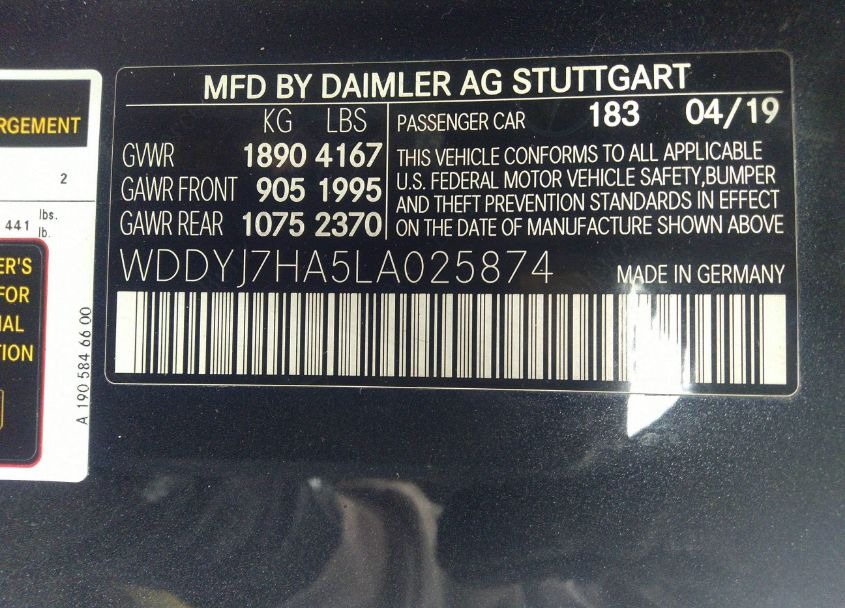 RGEMENT
2
441 lbs.
lb.
ER'S
FOR
IAL
TION
A 190 584 66 00
MFD BY DAIMLER AG STUTTGART
KG LBS
GVWR 1890 4167
GAWR FRONT 905 1995
GAWR REAR 1075 2370
PASSENGER CAR 183 04/19
THIS VEHICLE CONFORMS TO ALL APPLICABLE
U.S. FEDERAL MOTOR VEHICLE SAFETY,BUMPER
AND THEFT PREVENTION STANDARDS IN EFFECT
ON THE DATE OF MANUFACTURE SHOWN ABOVE
WDDYJ7HA5LA025874
MADE IN GERMANY